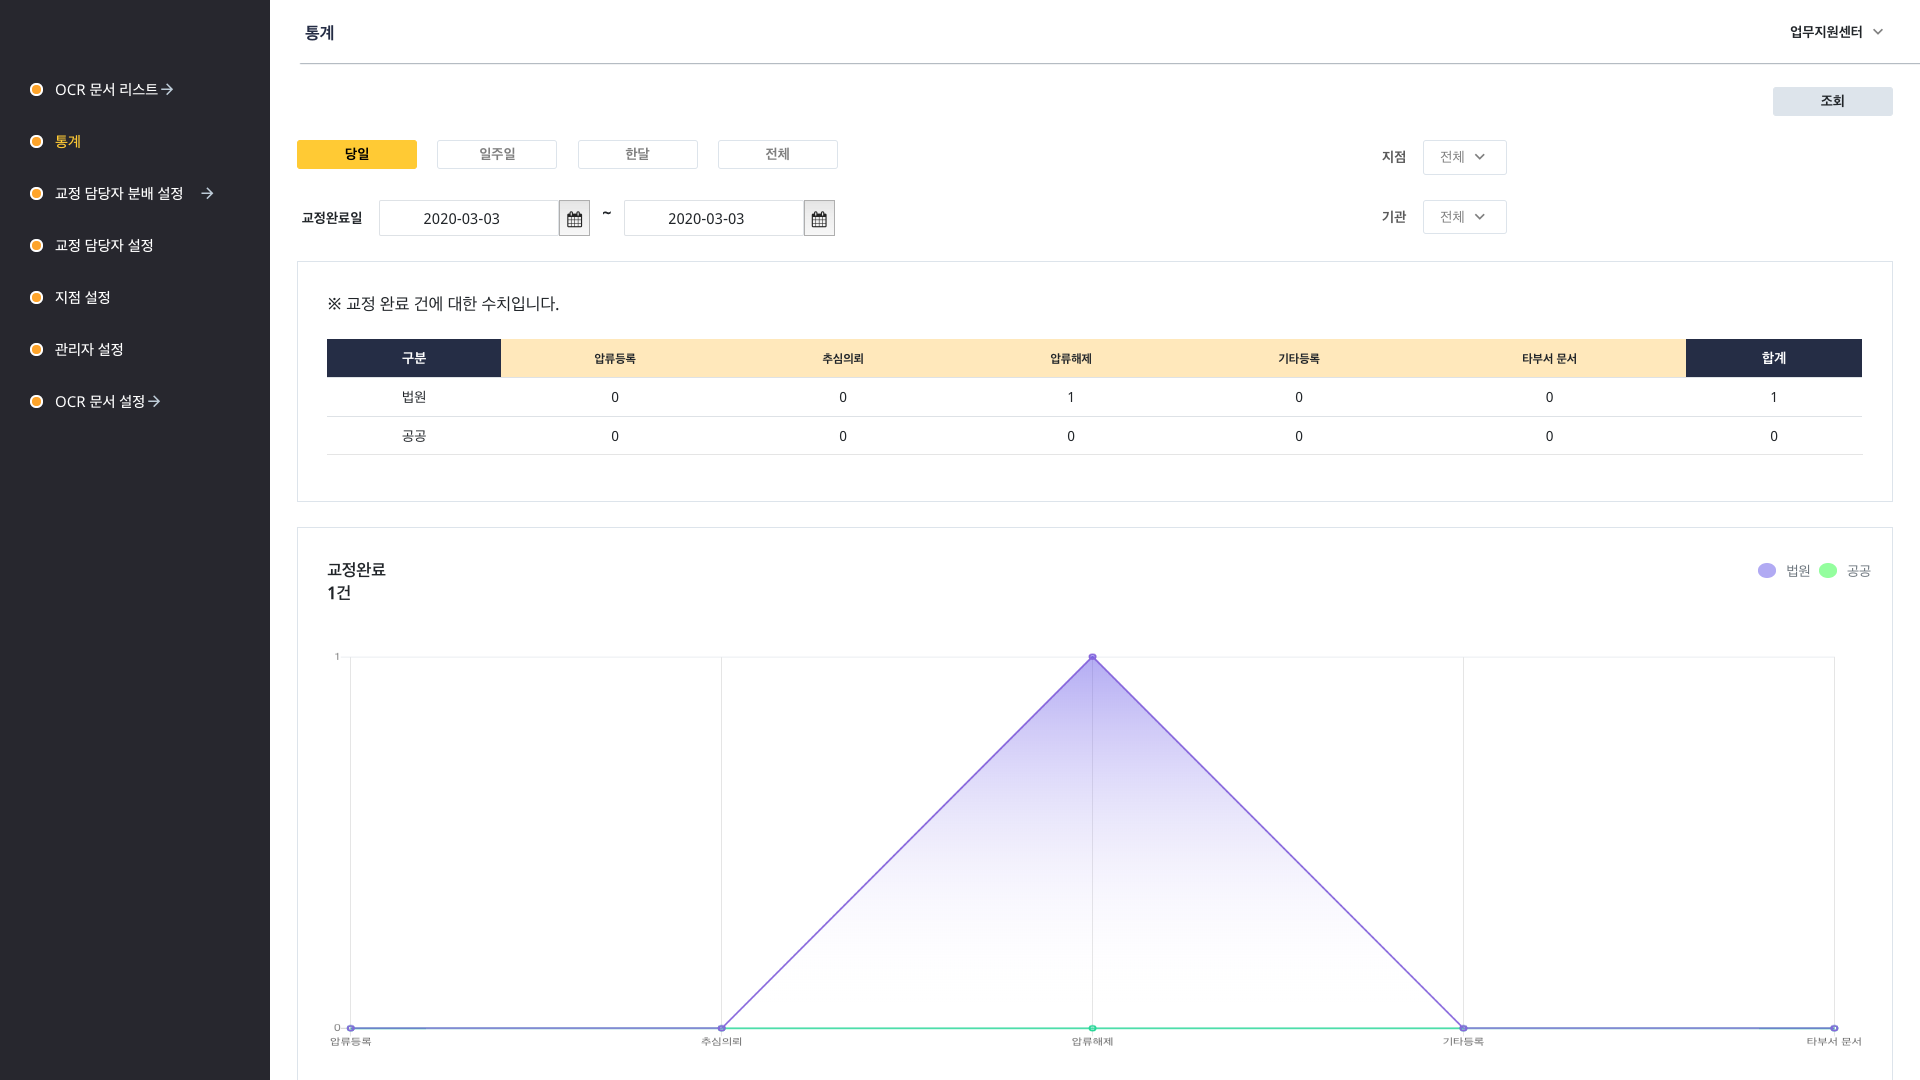 OCR 문서 리스트
통계
교정 담당자 분배 설정
교정 담당자 설정
지점 설정
관리자 설정
OCR 문서 설정
통계
업무지원센터
조회
당일 일주일 한달 전체
지점 전체
교정완료일 2020-03-03 ~ 2020-03-03
기관 전체
※ 교정 완료 건에 대한 수치입니다.
구분 압류등록 추심의뢰 압류해제 기타등록 타부서 문서 합계
법원 0 0 1 0 0 1
공공 0 0 0 0 0 0
교정완료
1건
법원 공공
1
0
압류등록 추심의뢰 압류해제 기타등록 타부서 문서